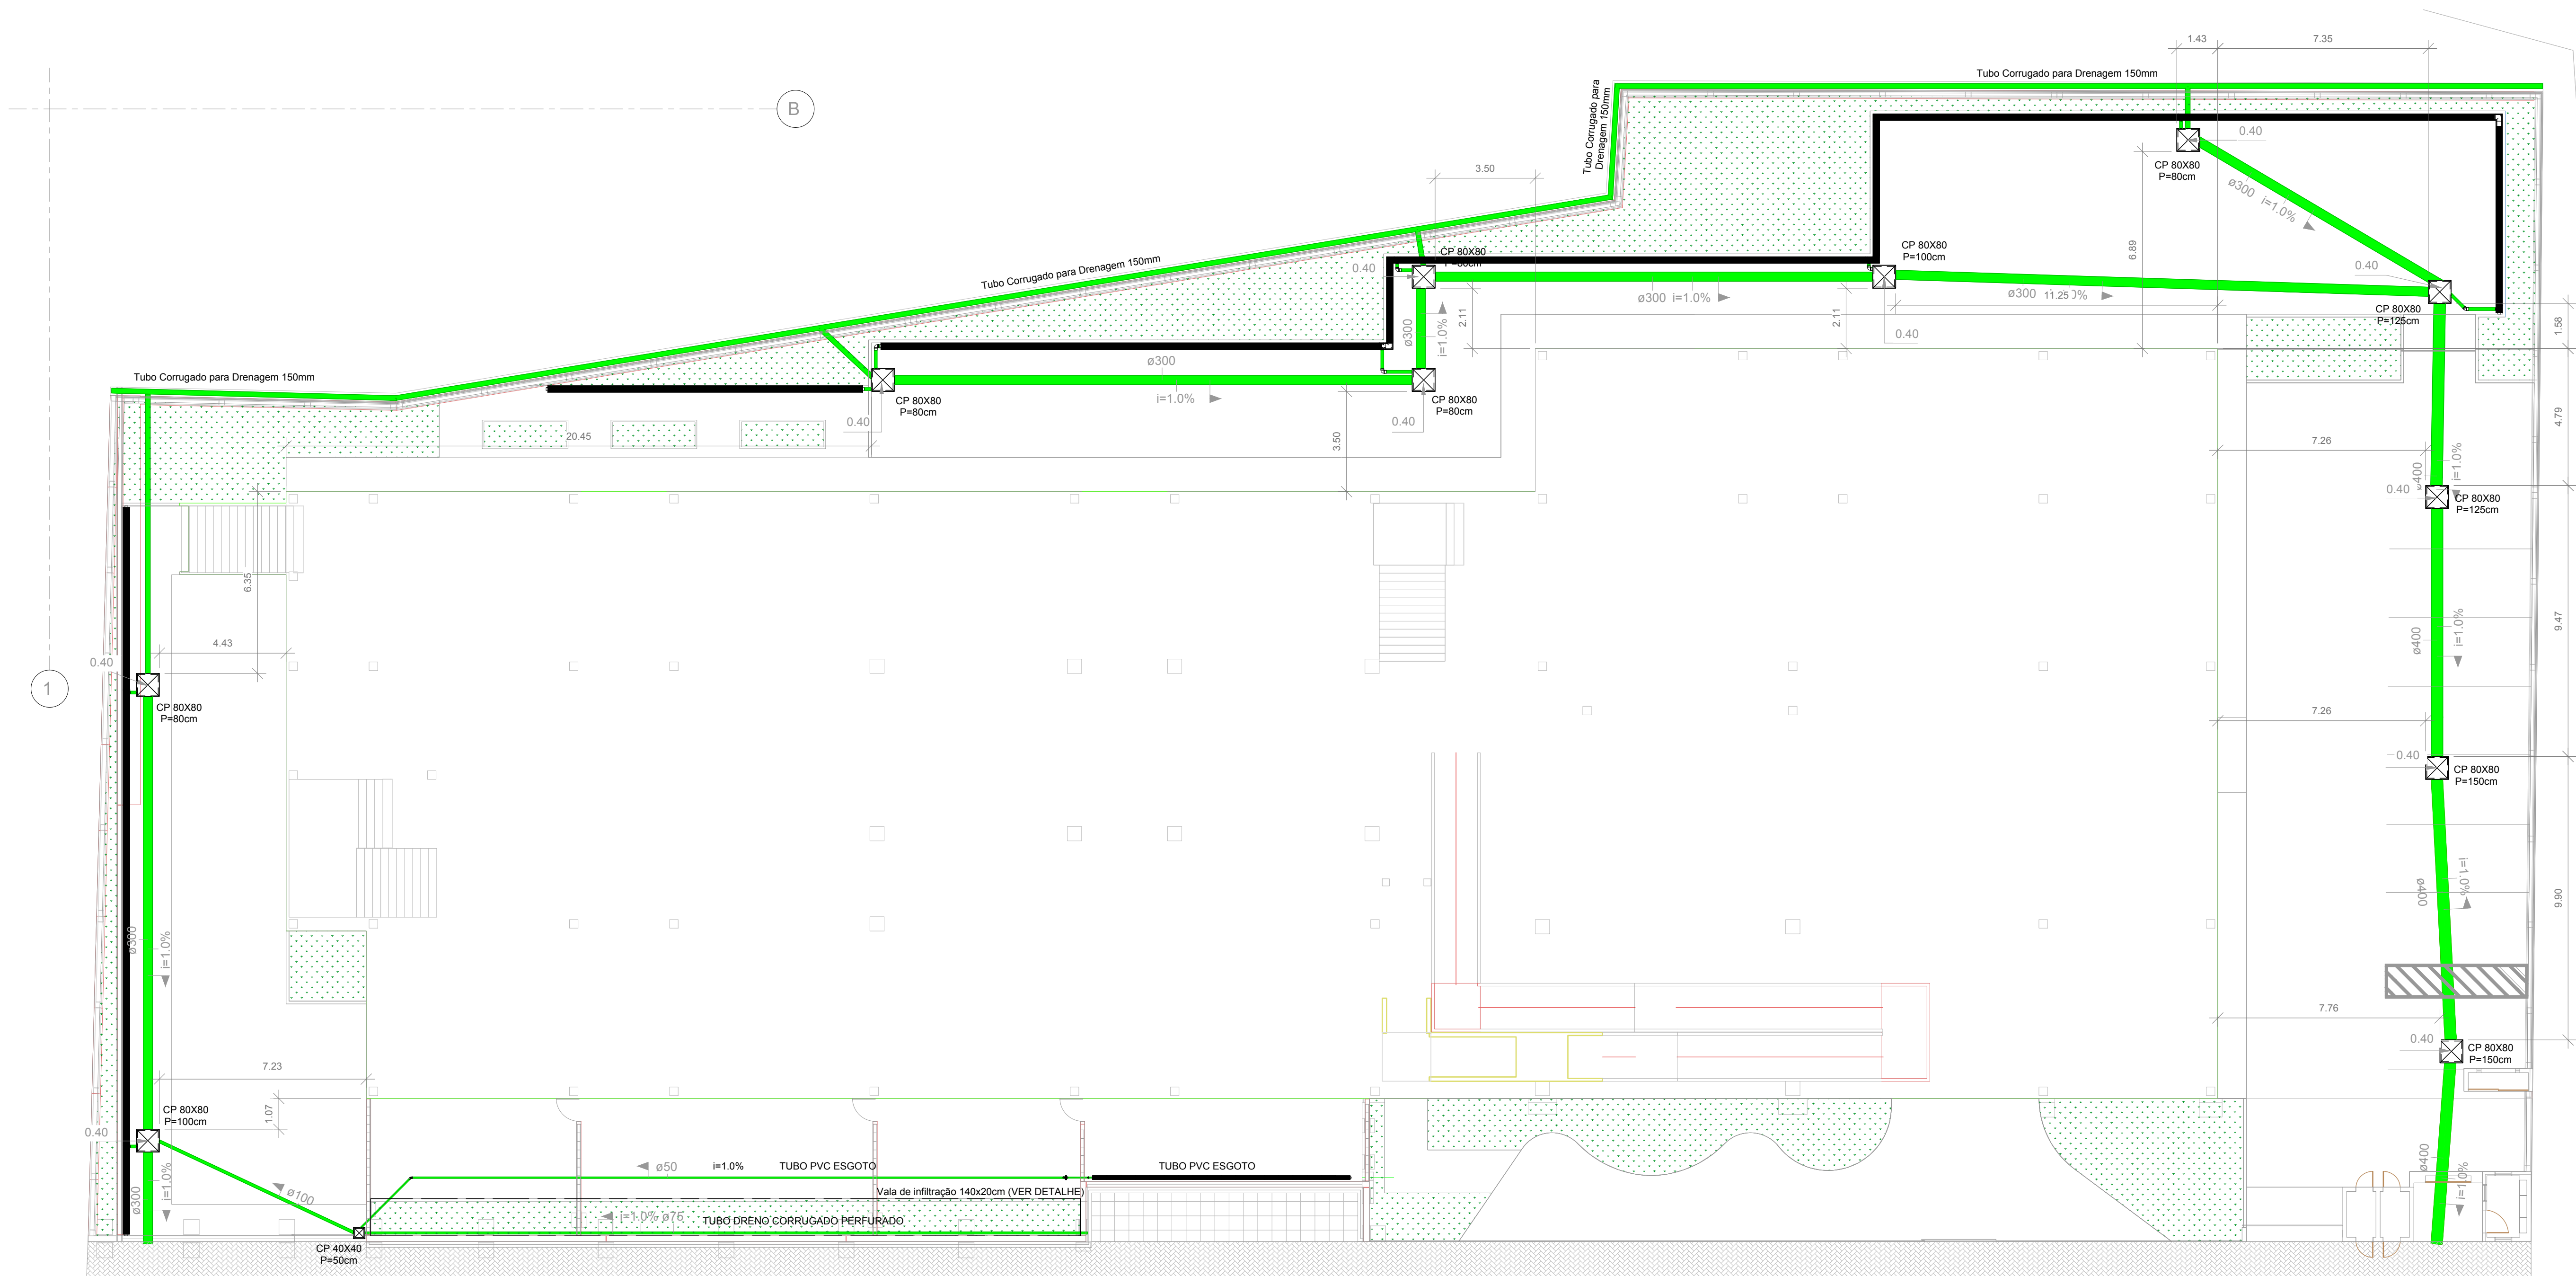 1.43
7.35
Tubo Corrugado para Drenagem 150mm
B
Tubo Corrugado para
Drenagem 150mm
0.40
CP 80X80
P=80cm
3.50
ø300 i=1.0%
6.89
CP 80X80
P=100cm
CP 80X80
P=80cm
0.40
0.40
Tubo Corrugado para Drenagem 150mm
ø300 i=1.0%
ø300
11.25
0%
CP 80X80
P=125cm
2.11
2.11
1.58
ø300
i=1.0%
0.40
ø300
i=1.0%
Tubo Corrugado para Drenagem 150mm
CP 80X80
P=80cm
CP 80X80
P=80cm
0.40
0.40
20.45
3.50
4.79
7.26
ø400
i=1.0%
0.40
CP 80X80
P=125cm
6.35
4.43
0.40
1
CP 80X80
P=80cm
9.47
ø400
i=1.0%
7.26
0.40
CP 80X80
P=150cm
ø400
i=1.0%
9.90
ø300
i=1.0%
7.76
0.40
CP 80X80
P=150cm
7.23
1.07
CP 80X80
P=100cm
0.40
ø300
i=1.0%
ø100
ø50
i=1.0%
TUBO PVC ESGOTO
TUBO PVC ESGOTO
Vala de infiltração 140x20cm (VER DETALHE)
i=1.0% ø75
TUBO DRENO CORRUGADO PERFURADO
CP 40X40
P=50cm
ø400
i=1.0%